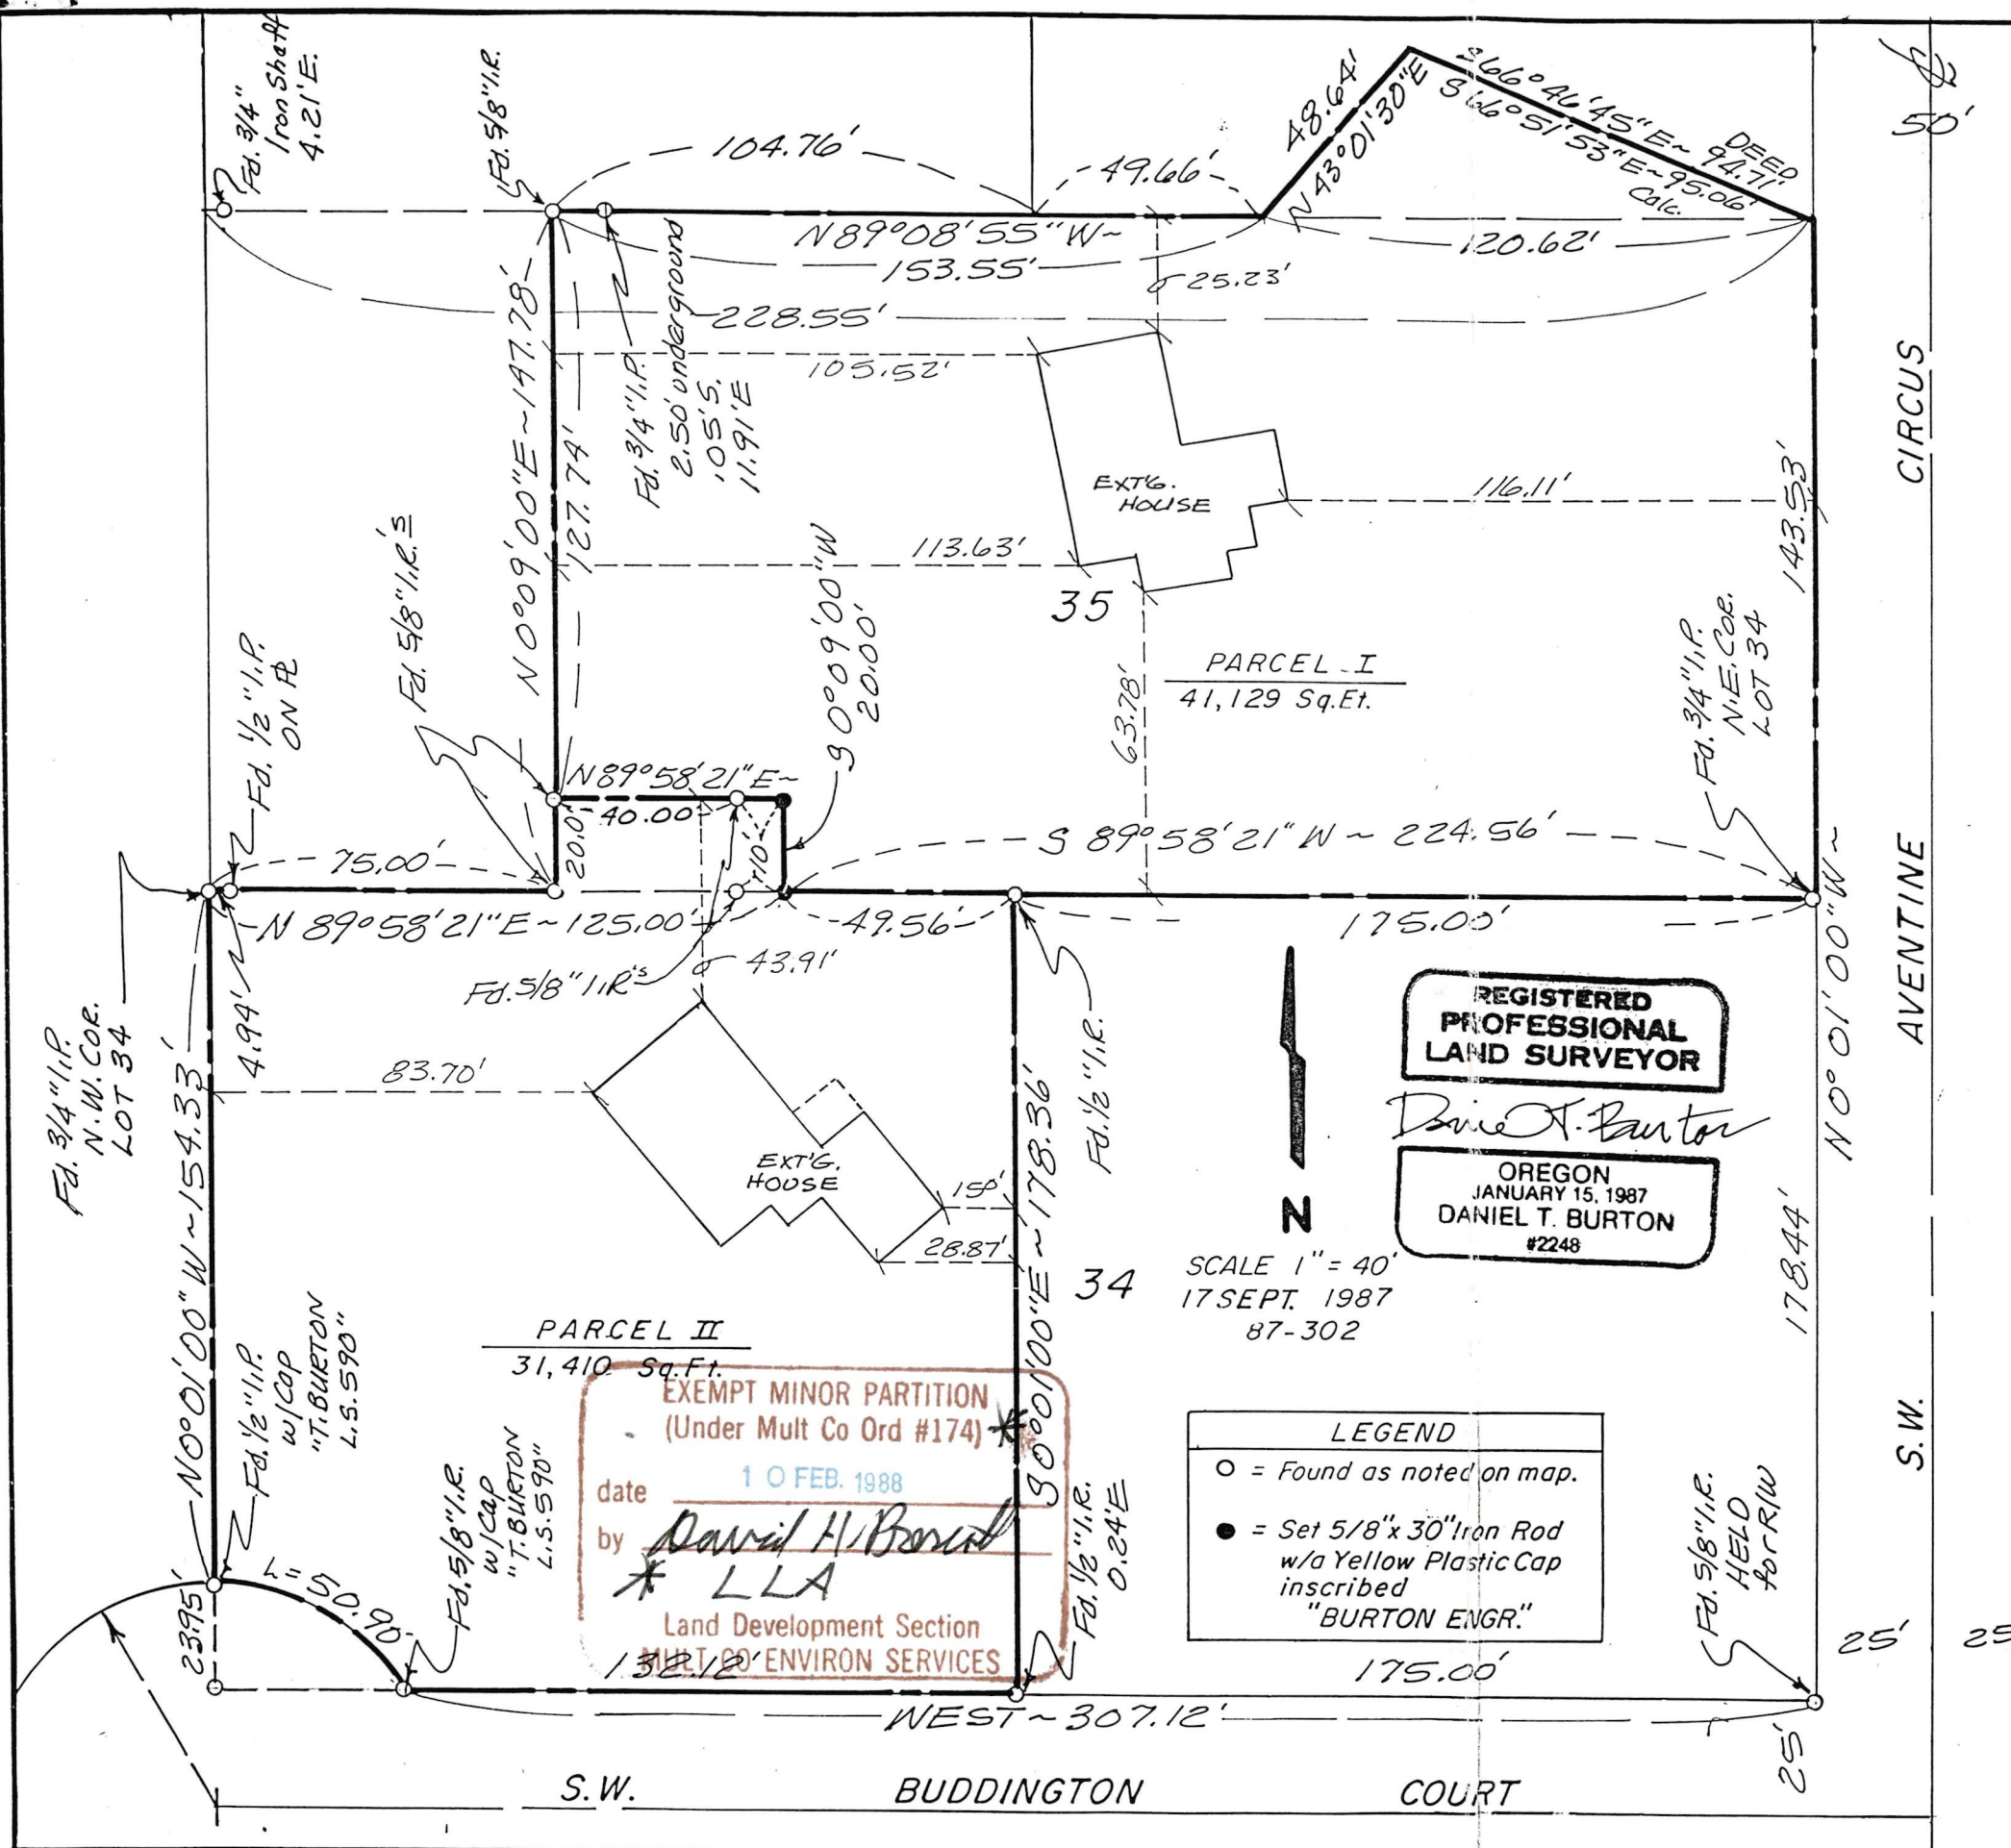 Fd. 3/4"
Iron Shaft
4.21'E.
Fd. 5/8" I.R.
104.76'
49.66'
48.64'
N 43°01'30"E
S 66°46'45"E ~ 94.71'
DEED
S 66°51'53"E ~ 95.06'
Calc.
50'
N 89°08'55"W ~
153.55'
120.62'
25.23'
228.55'
105.52'
N 0°09'00"E ~ 147.78'
127.74'
Fd. 3/4" I.P.
2.50' underground
.05'S.
11.91'E
EXT'G.
HOUSE
116.11'
143.53'
CIRCUS
113.63'
35
Fd. 5/8" I.R.'s
S 0°09'00"W
20.00'
Fd. 1/2" I.P.
ON PL
PARCEL I
41,129 Sq.Ft.
63.78'
Fd. 3/4" I.P.
N.E. COR.
LOT 34
N 89°58'21"E ~
40.00'
20.0'
10'
75.00'
S 89°58'21"W ~ 224.56'
N 89°58'21"E ~ 125.00'
49.56'
175.00'
Fd. 5/8" I.R.'s
43.91'
4.94'
Fd. 3/4" I.P.
N.W. COR.
LOT 34
83.70'
Fd. 1/2" I.R.
N 0°01'00"W ~
AVENTINE
REGISTERED
PROFESSIONAL
LAND SURVEYOR
Daniel T. Burton
OREGON
JANUARY 15, 1987
DANIEL T. BURTON
#2248
N
SCALE 1" = 40'
17 SEPT. 1987
87-302
EXT'G.
HOUSE
15.0'
28.87'
S 0°01'00"E ~ 178.36'
34
178.44'
N 0°01'00"W ~ 154.33'
PARCEL II
31,410 Sq.Ft.
Fd. 1/2" I.P.
w/Cap
"T. BURTON
L.S. 590"
Fd. 5/8" I.R.
w/Cap
"T. BURTON
L.S. 590"
EXEMPT MINOR PARTITION
(Under Mult Co Ord #174) *
date 10 FEB. 1988
by David H.
* LLA
Land Development Section
MULT CO ENVIRON SERVICES
Fd. 1/2" I.R.
0.24'E
LEGEND
O = Found as noted on map.
● = Set 5/8" x 30" Iron Rod
w/a Yellow Plastic Cap
inscribed
"BURTON ENGR."
Fd. 5/8" I.R.
HELD
for R/W
S.W.
23.95'
L = 50.90'
132.12'
175.00'
25'
25
WEST ~ 307.12'
25'
S.W. BUDDINGTON COURT